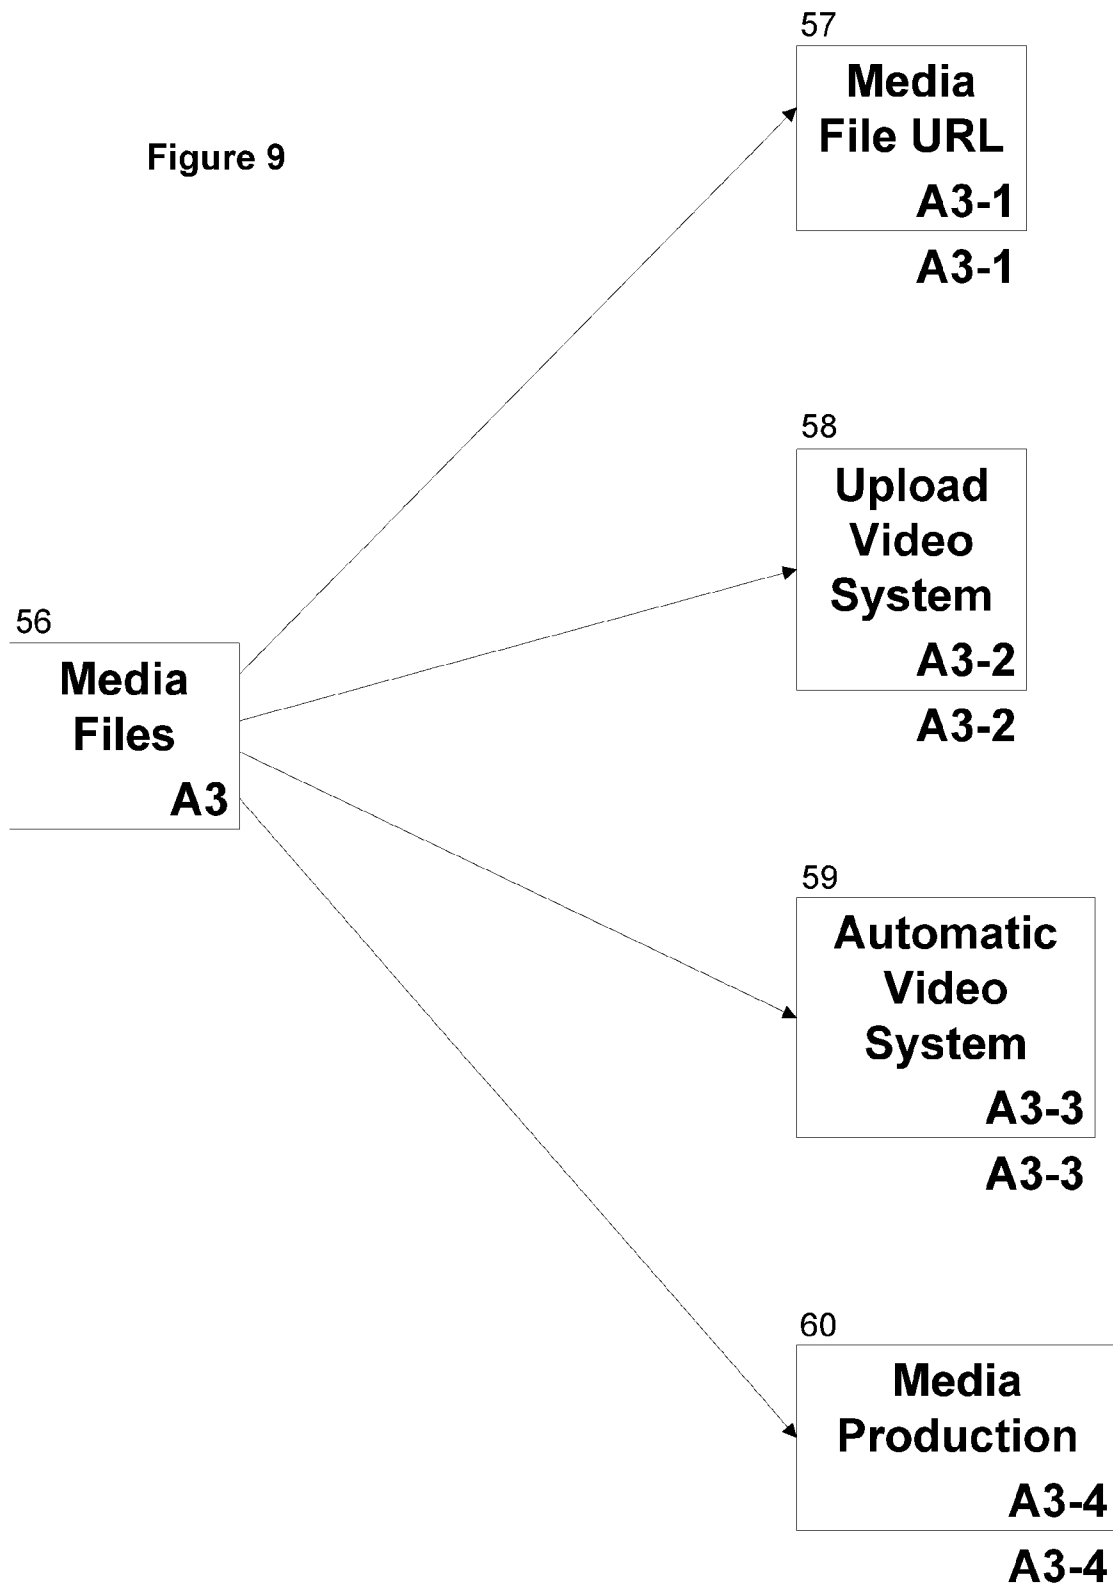 Figure 9
57
Media
File URL
A3-1
A3-1
58
Upload
Video
System
A3-2
A3-2
56
Media
Files
A3
59
Automatic
Video
System
A3-3
A3-3
60
Media
Production
A3-4
A3-4